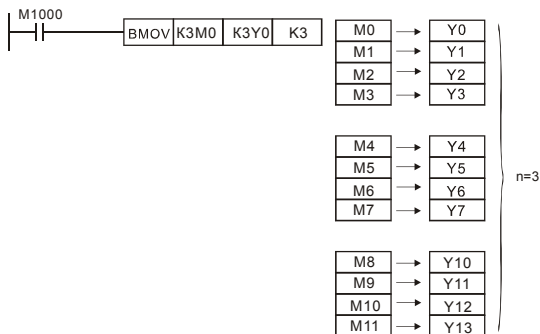 M1000
BMOV K3M0 K3Y0 K3
M0 Y0
M1 Y1
M2 Y2
M3 Y3
M4 Y4
M5 Y5
M6 Y6
M7 Y7
n=3
M8 Y10
M9 Y11
M10 Y12
M11 Y13